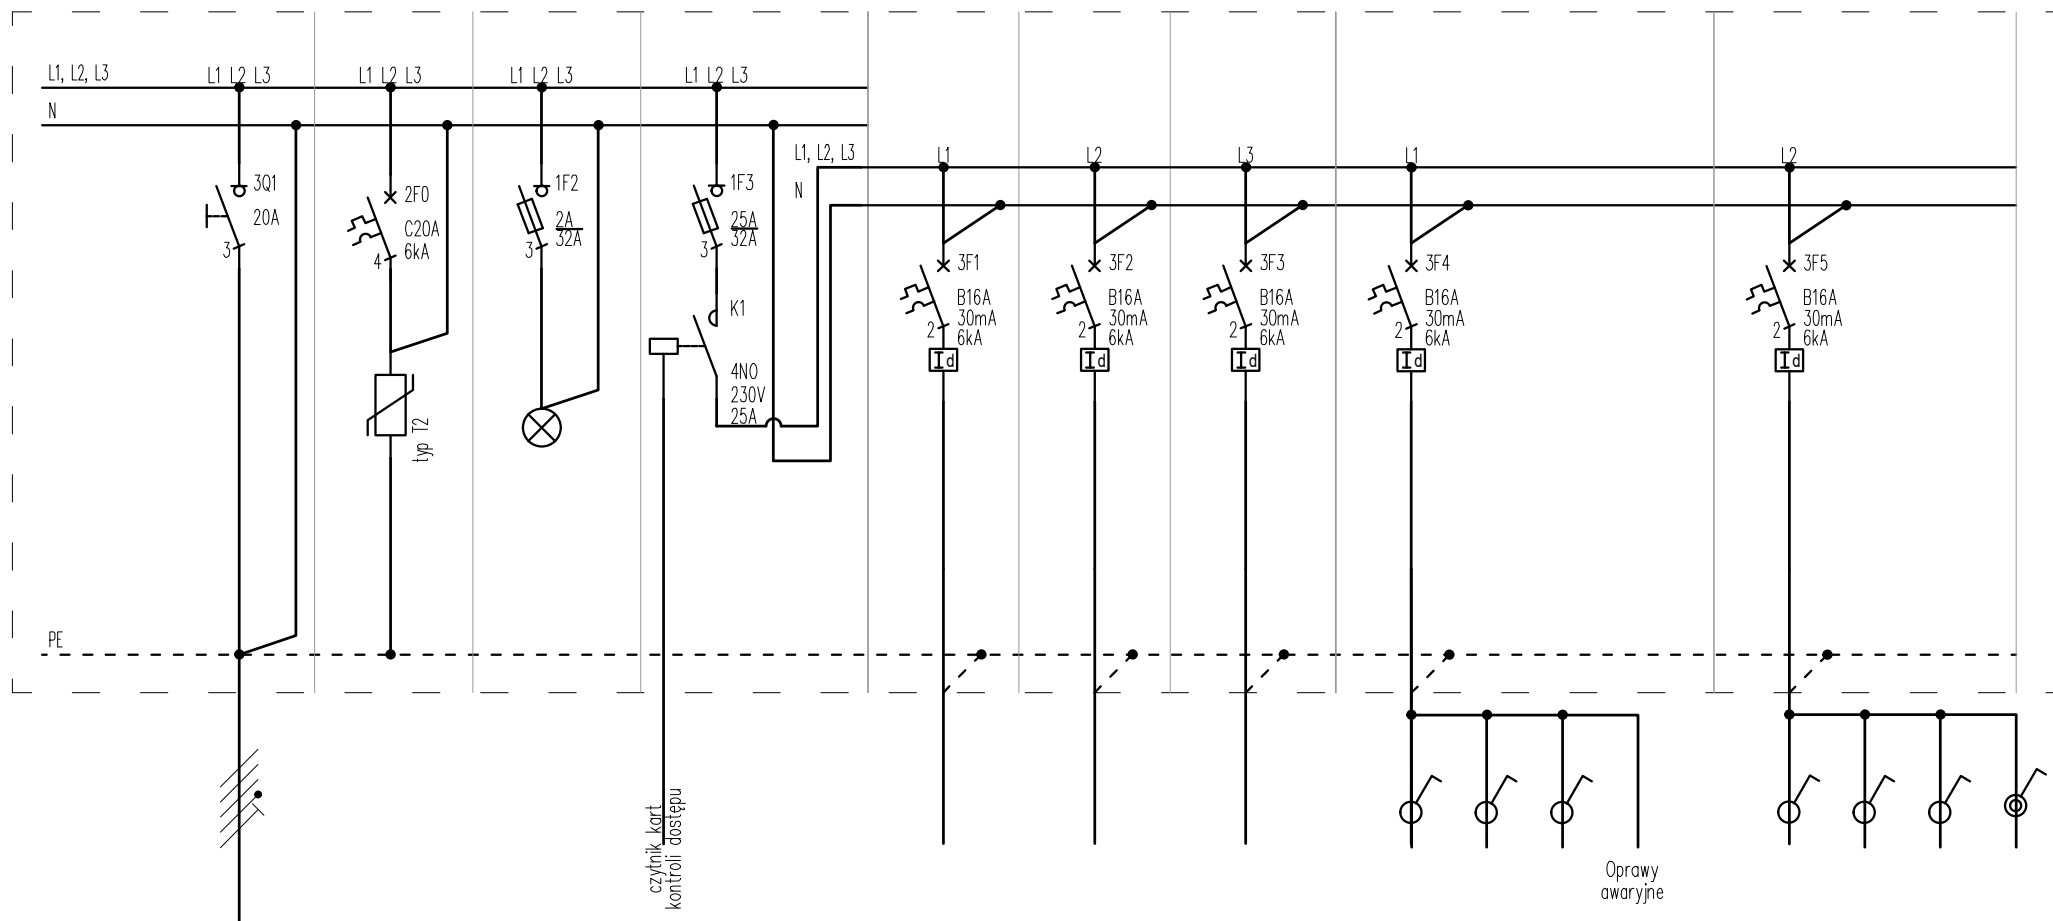 L1, L2, L3
L1 L2 L3
L1 L2 L3
L1 L2 L3
L1 L2 L3
N
L1, L2, L3
N
L1
L2
L3
L1
L2
3Q1
20A
3
2F0
C20A
6kA
4
typ T2
1F2
2A
32A
3
1F3
25A
32A
3
K1
4NO
230V
25A
3F1
B16A
30mA
6kA
2
Id
3F2
B16A
30mA
6kA
2
Id
3F3
B16A
30mA
6kA
2
Id
3F4
B16A
30mA
6kA
2
Id
3F5
B16A
30mA
6kA
2
Id
PE
czytnik kart
kontroli dostępu
Oprawy
awaryjne